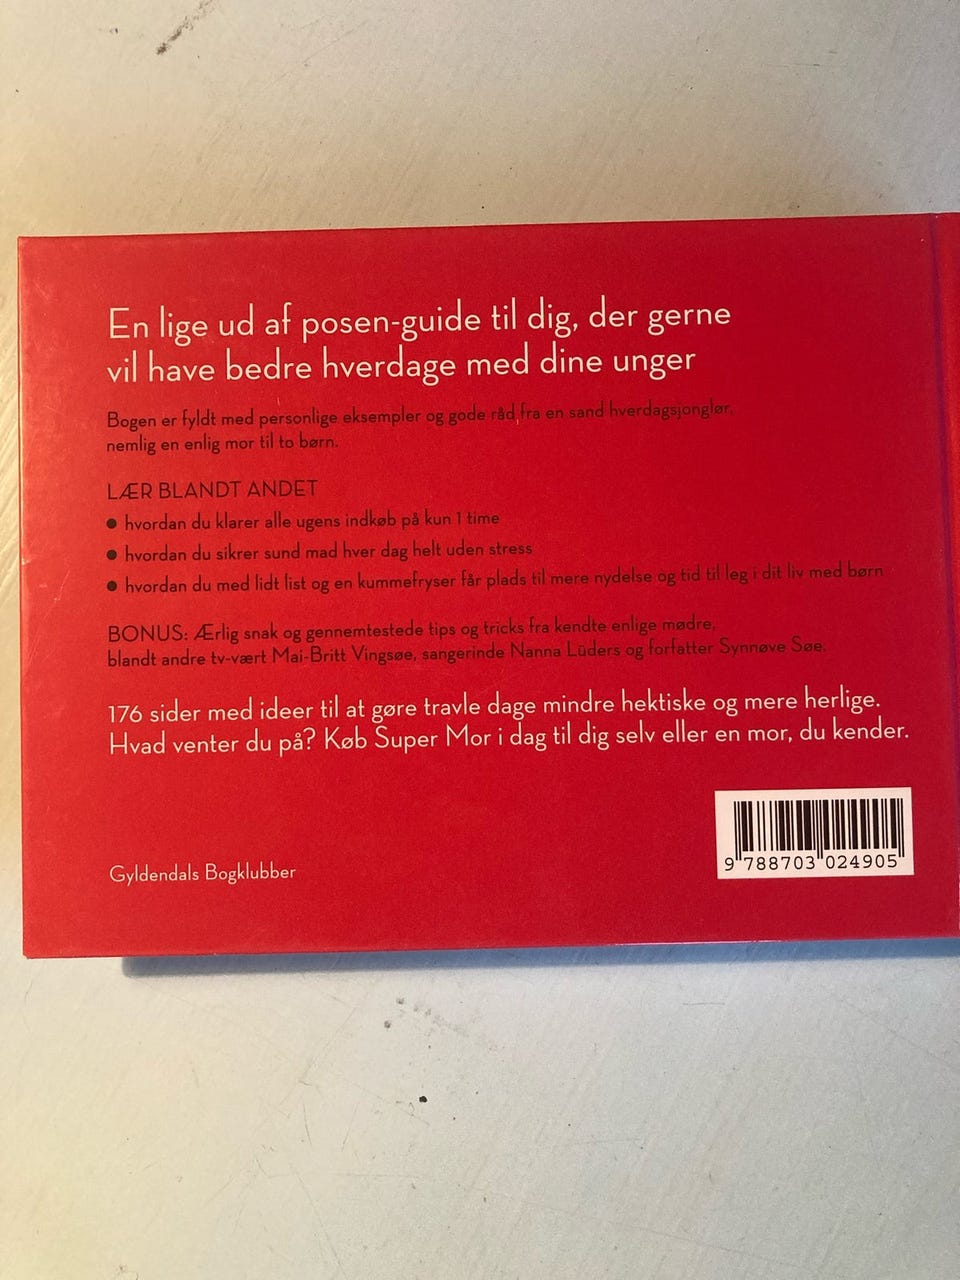 En lige ud af posen-guide til dig, der gerne
vil have bedre hverdage med dine unger
Bogen er fyldt med personlige eksempler og gode råd fra en sand hverdagsjonglør,
nemlig en enlig mor til to børn.
LÆR BLANDT ANDET
● hvordan du klarer alle ugens indkøb på kun 1 time
● hvordan du sikrer sund mad hver dag helt uden stress
● hvordan du med lidt list og en kummefryser får plads til mere nydelse og tid til leg i dit liv med børn
BONUS: Ærlig snak og gennemtestede tips og tricks fra kendte enlige mødre,
blandt andre tv-vært Mai-Britt Vingsøe, sangerinde Nanna Lüders og forfatter Synnøve Søe.
176 sider med ideer til at gøre travle dage mindre hektiske og mere herlige.
Hvad venter du på? Køb Super Mor i dag til dig selv eller en mor, du kender.
Gyldendals Bogklubber
9 788703 024905